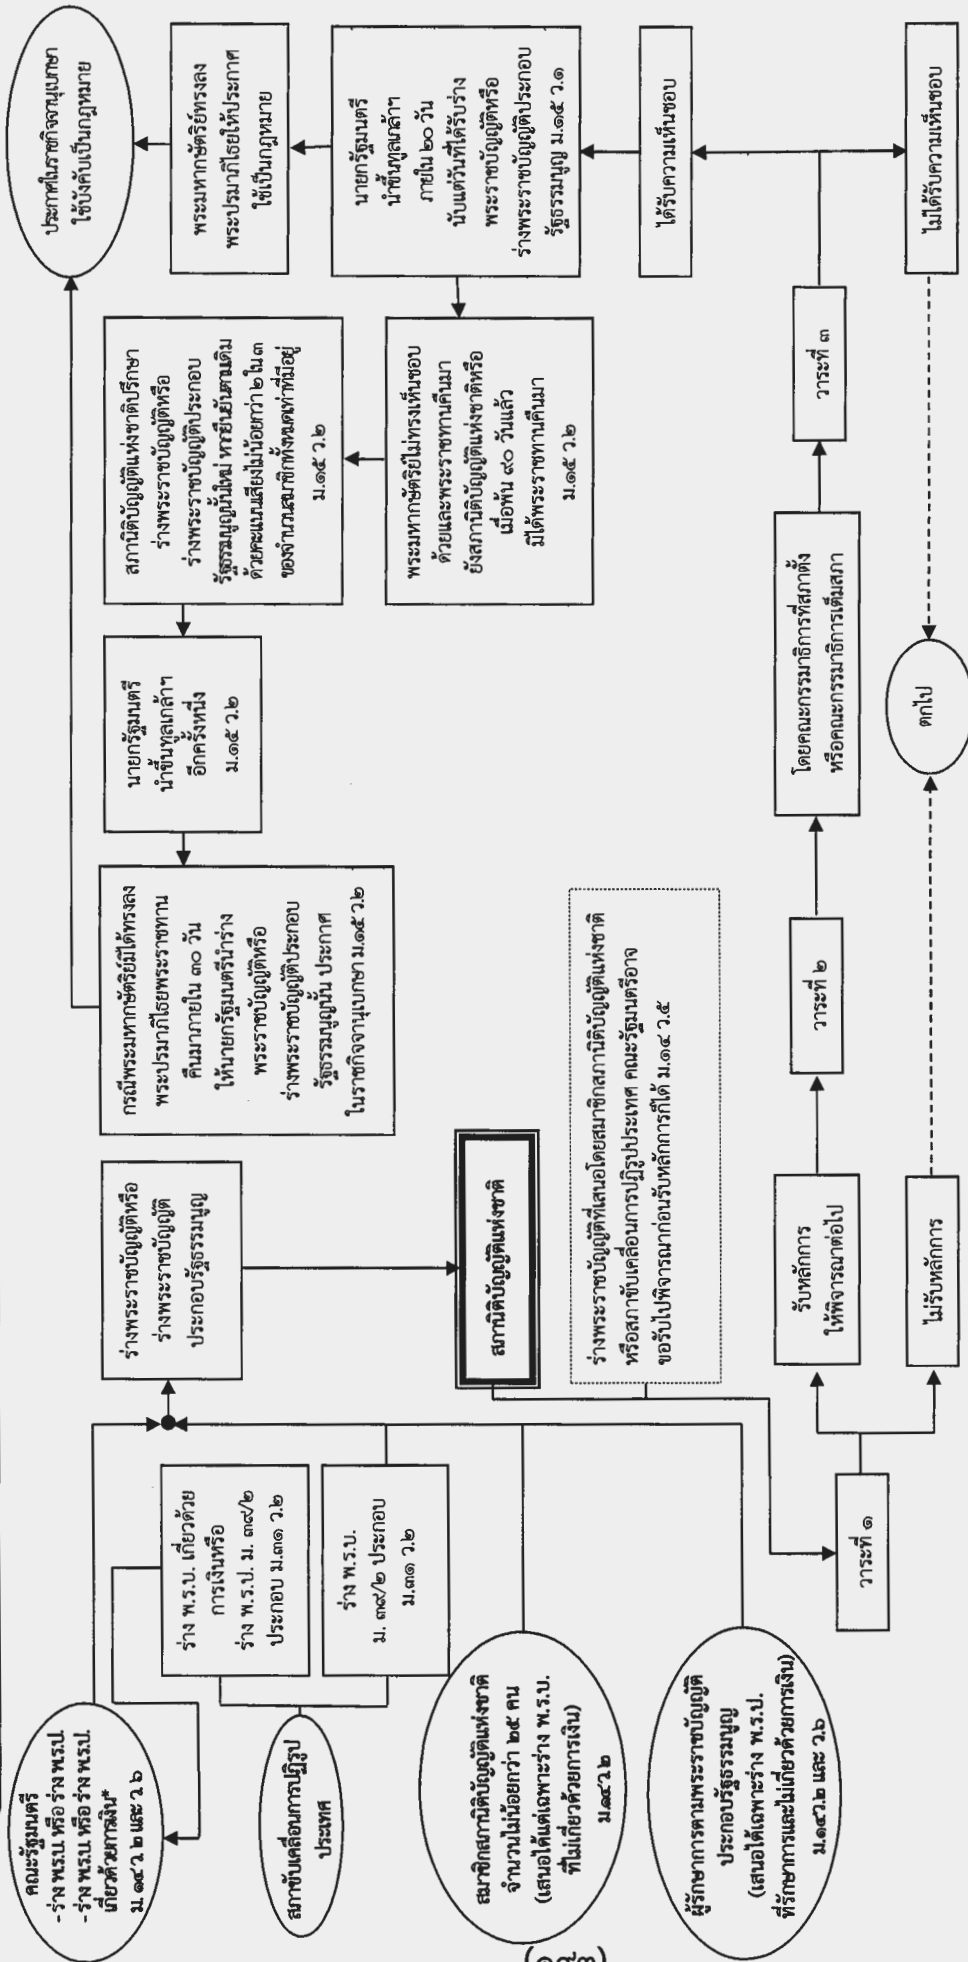 คณะรัฐมนตรี
- ร่าง พ.ร.บ. หรือ ร่าง พ.ร.ป.
- ร่าง พ.ร.บ. หรือ ร่าง พ.ร.ป.
เกี่ยวด้วยการเงิน*
ม.๑๔ ว.๒ และ ว.๖
ร่าง พ.ร.บ. เกี่ยวด้วย
การเงินหรือ
ร่าง พ.ร.ป. ม. ๓๙/๒
ประกอบ ม.๓๑ ว.๒
สภาขับเคลื่อนการปฏิรูป
ประเทศ
ร่าง พ.ร.บ.
ม. ๓๙/๒ ประกอบ
ม.๓๑ ว.๒
สมาชิกสภานิติบัญญัติแห่งชาติ
จำนวนไม่น้อยกว่า ๒๕ คน
(เสนอได้แต่เฉพาะร่าง พ.ร.บ.
ที่ไม่เกี่ยวด้วยการเงิน)
ม.๑๔ ว.๒
ผู้รักษาการตามพระราชบัญญัติ
ประกอบรัฐธรรมนูญ
(เสนอได้เฉพาะร่าง พ.ร.ป.
ที่รักษาการและไม่เกี่ยวด้วยการเงิน)
ม.๑๔ว.๒ และ ว.๖
ร่างพระราชบัญญัติหรือ
ร่างพระราชบัญญัติ
ประกอบรัฐธรรมนูญ
สภานิติบัญญัติแห่งชาติ
ร่างพระราชบัญญัติที่เสนอโดยสมาชิกสภานิติบัญญัติแห่งชาติ
หรือสภาขับเคลื่อนการปฏิรูปประเทศ คณะรัฐมนตรีอาจ
ขอรับไปพิจารณาก่อนรับหลักการก็ได้ ม.๑๔ ว.๕
วาระที่ ๑
รับหลักการ
ให้พิจารณาต่อไป
ไม่รับหลักการ
วาระที่ ๒
โดยคณะกรรมาธิการที่สภาตั้ง
หรือคณะกรรมาธิการเต็มสภา
ตกไป
วาระที่ ๓
ได้รับความเห็นชอบ
ไม่ได้รับความเห็นชอบ
นายกรัฐมนตรี
นำขึ้นทูลเกล้าฯ
ภายใน ๒๐ วัน
นับแต่วันที่ได้รับร่าง
พระราชบัญญัติหรือ
ร่างพระราชบัญญัติประกอบ
รัฐธรรมนูญ ม.๑๕ ว.๑
พระมหากษัตริย์ทรงลง
พระปรมาภิไธยให้ประกาศ
ใช้เป็นกฎหมาย
ประกาศในราชกิจจานุเบกษา
ใช้บังคับเป็นกฎหมาย
พระมหากษัตริย์ไม่ทรงเห็นชอบ
ด้วยและพระราชทานคืนมา
ยังสภานิติบัญญัติแห่งชาติหรือ
เมื่อพ้น ๙๐ วันแล้ว
มิได้พระราชทานคืนมา
ม.๑๕ ว.๒
สภานิติบัญญัติแห่งชาติปรึกษา
ร่างพระราชบัญญัติหรือ
ร่างพระราชบัญญัติประกอบ
รัฐธรรมนูญนั้นใหม่ หากยืนยันตามเดิม
ด้วยคะแนนเสียงไม่น้อยกว่า ๒ ใน ๓
ของจำนวนสมาชิกทั้งหมดเท่าที่มีอยู่
ม.๑๕ ว.๒
นายกรัฐมนตรี
นำขึ้นทูลเกล้าฯ
อีกครั้งหนึ่ง
ม.๑๕ ว.๒
กรณีพระมหากษัตริย์มิได้ทรงลง
พระปรมาภิไธยพระราชทาน
คืนมาภายใน ๓๐ วัน
ให้นายกรัฐมนตรีนำร่าง
พระราชบัญญัติหรือ
ร่างพระราชบัญญัติประกอบ
รัฐธรรมนูญนั้น ประกาศ
ในราชกิจจานุเบกษา ม.๑๕ ว.๒